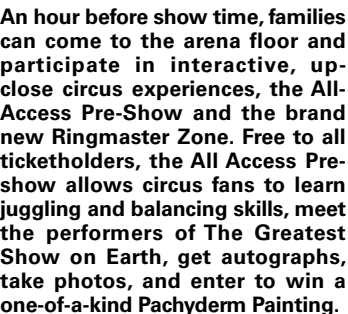 An hour before show time, families
can come to the arena floor and
participate in interactive, up-
close circus experiences, the All-
Access Pre-Show and the brand
new Ringmaster Zone. Free to all
ticketholders, the All Access Pre-
show allows circus fans to learn
juggling and balancing skills, meet
the performers of The Greatest
Show on Earth, get autographs,
take photos, and enter to win a
one-of-a-kind Pachyderm Painting.